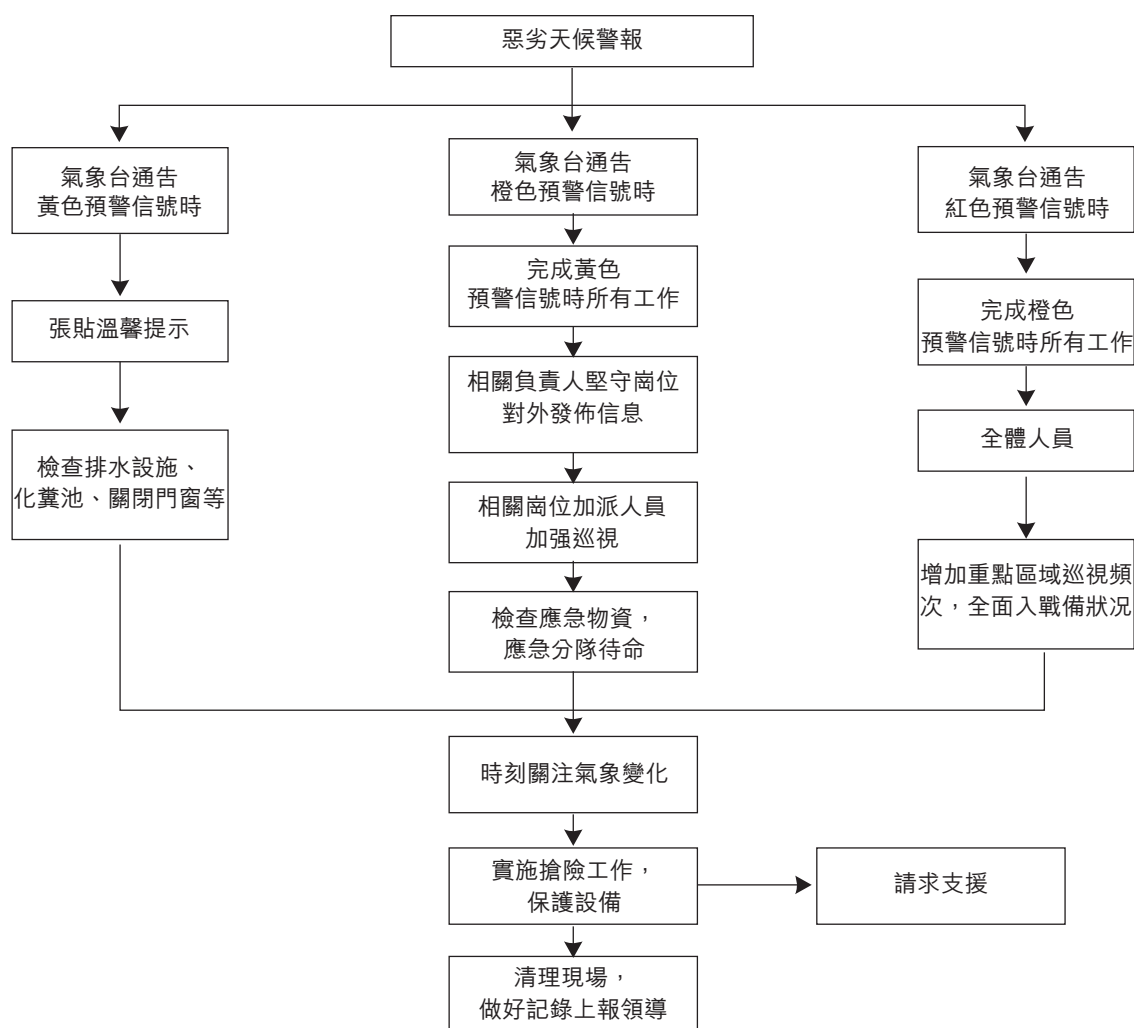 惡劣天候警報
氣象台通告
黃色預警信號時
張貼溫馨提示
檢查排水設施、
化糞池、關閉門窗等
氣象台通告
橙色預警信號時
完成黃色
預警信號時所有工作
相關負責人堅守崗位
對外發佈信息
相關崗位加派人員
加强巡視
檢查應急物資，
應急分隊待命
氣象台通告
紅色預警信號時
完成橙色
預警信號時所有工作
全體人員
增加重點區域巡視頻
次，全面入戰備狀况
時刻關注氣象變化
實施搶險工作，
保護設備
請求支援
清理現場，
做好記錄上報領導